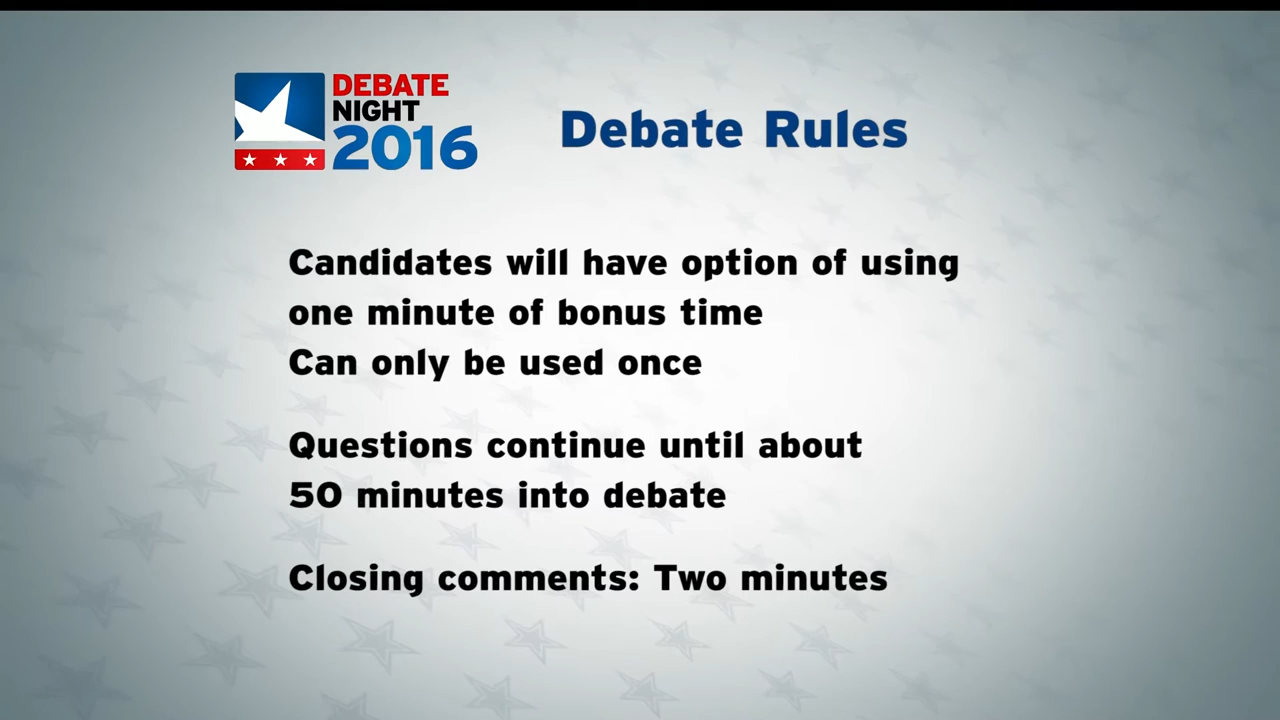 DEBATE
NIGHT
2016
Debate Rules
Candidates will have option of using
one minute of bonus time
Can only be used once
Questions continue until about
50 minutes into debate
Closing comments: Two minutes